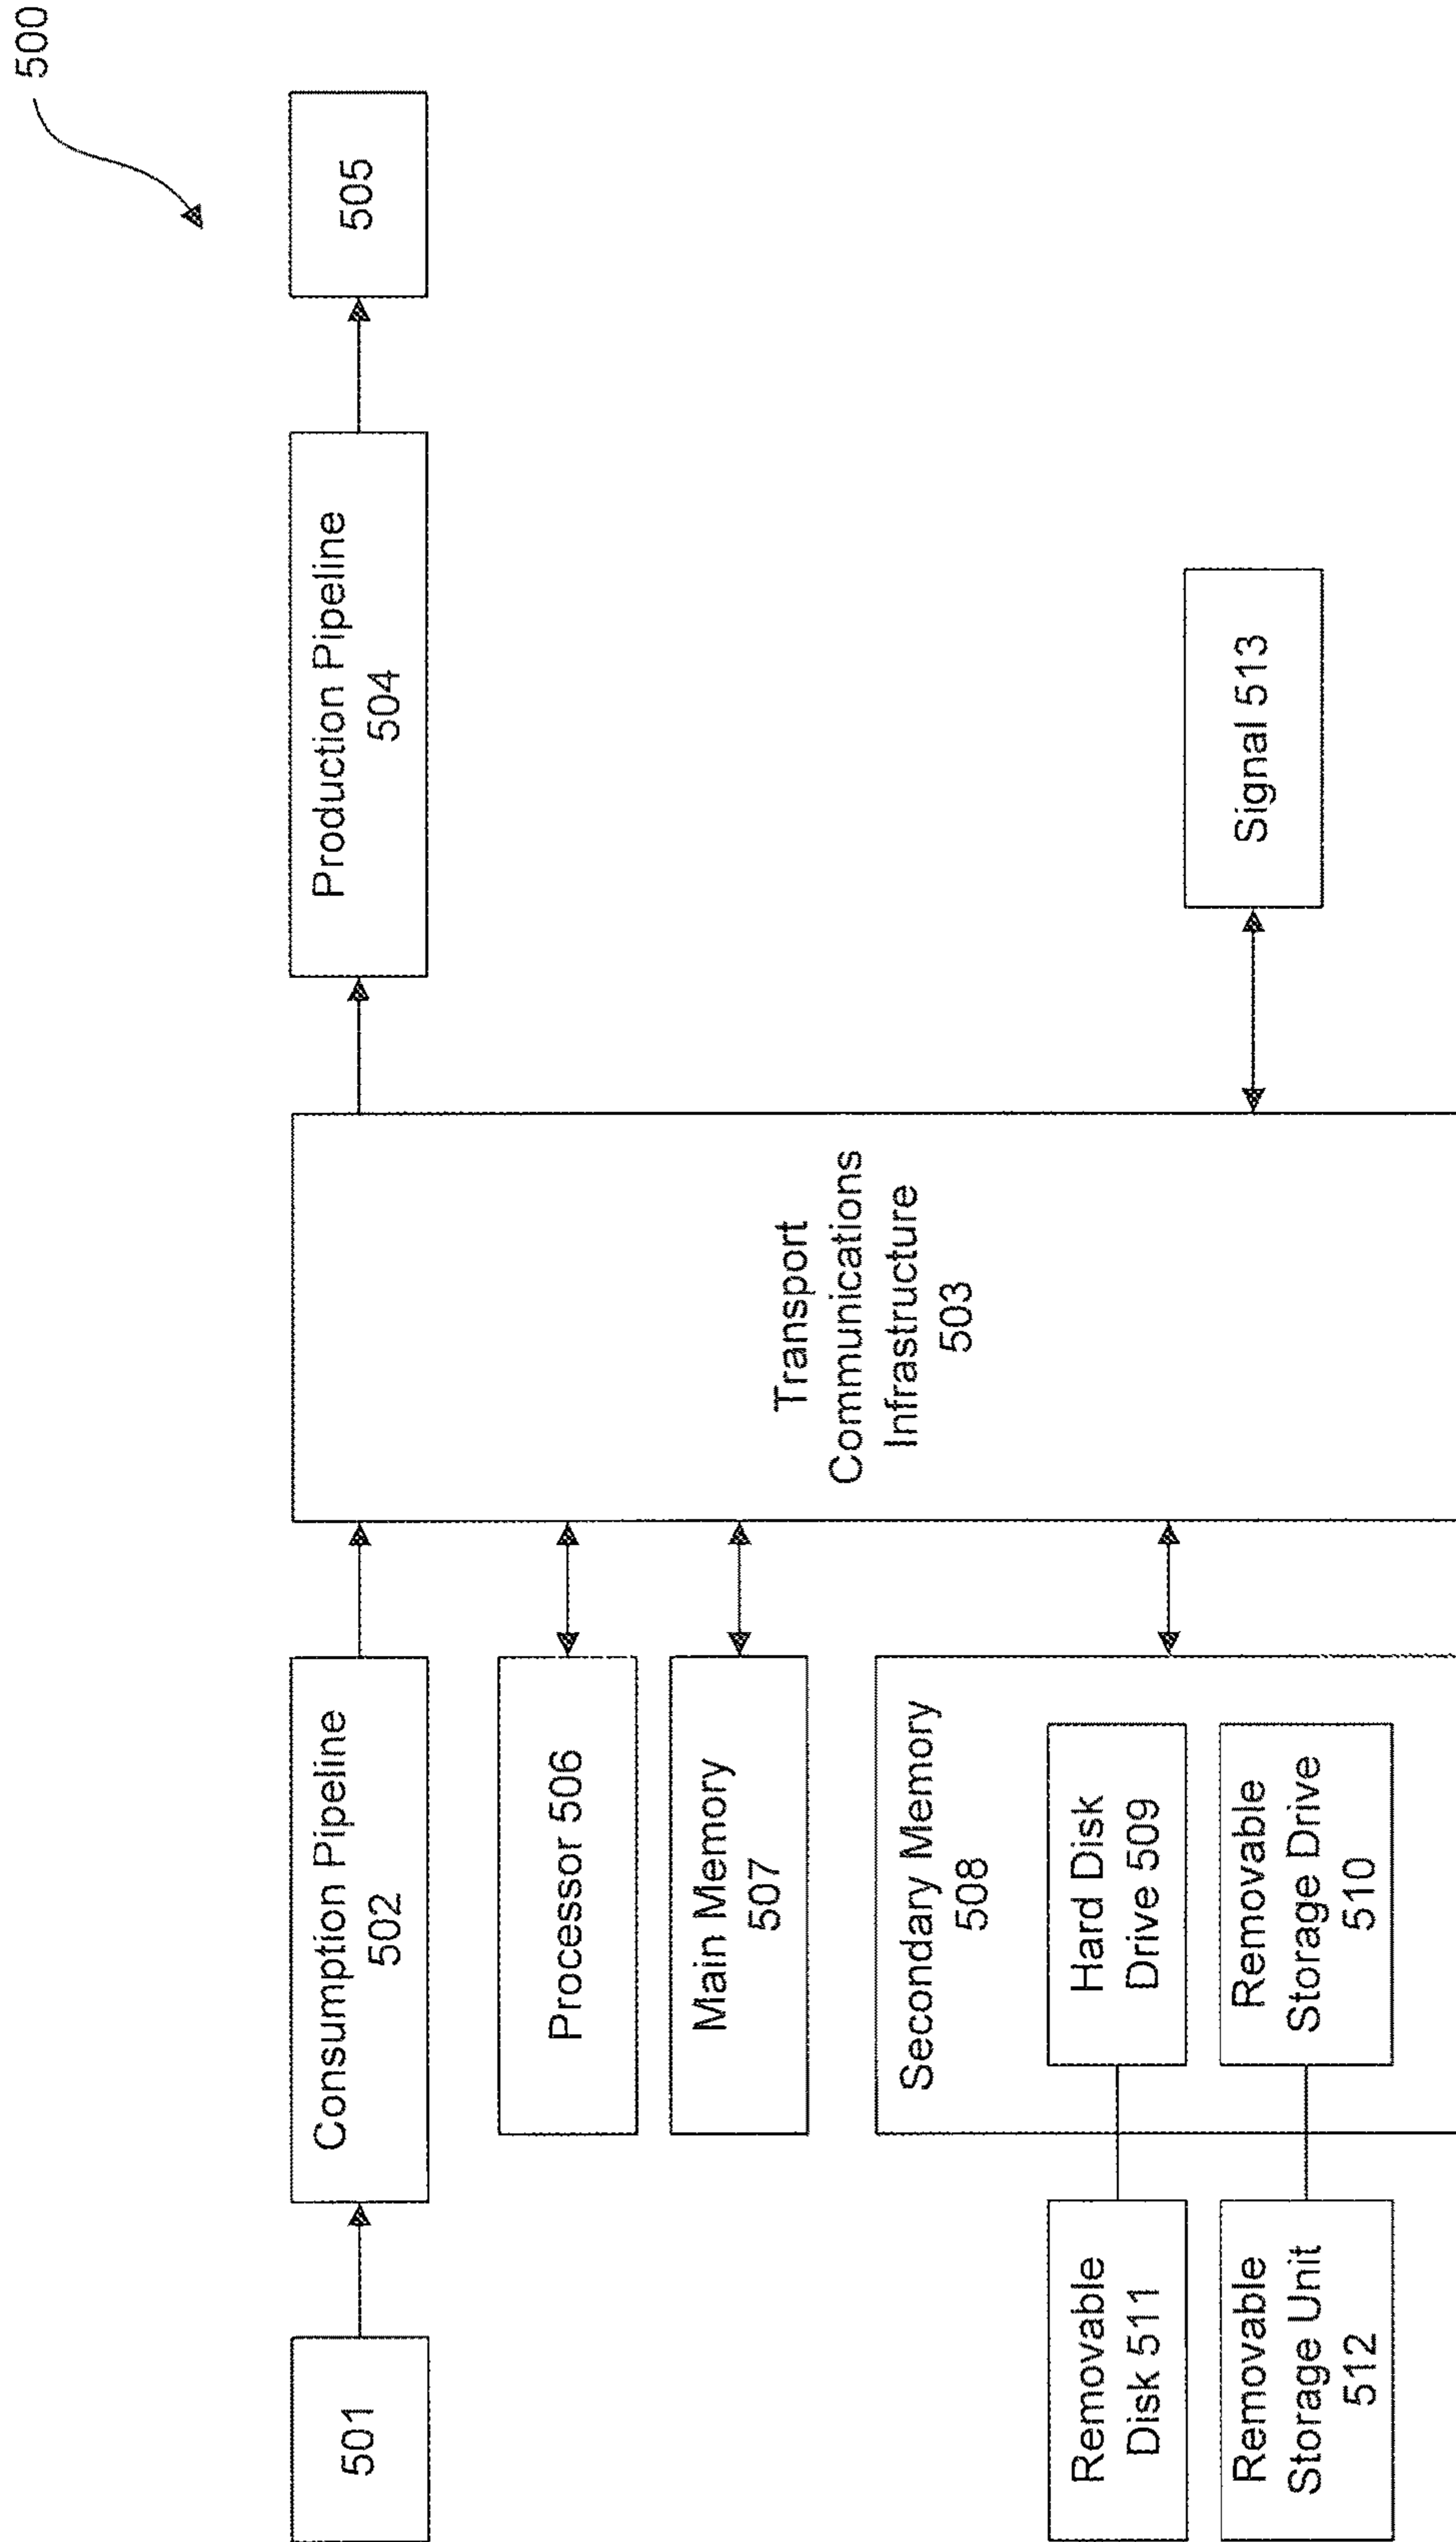 500
501
Consumption Pipeline
502
Processor 506
Main Memory
507
Secondary Memory
508
Hard Disk
Drive 509
Removable
Storage Drive
510
Removable
Disk 511
Removable
Storage Unit
512
Transport
Communications
Infrastructure
503
Production Pipeline
504
505
Signal 513